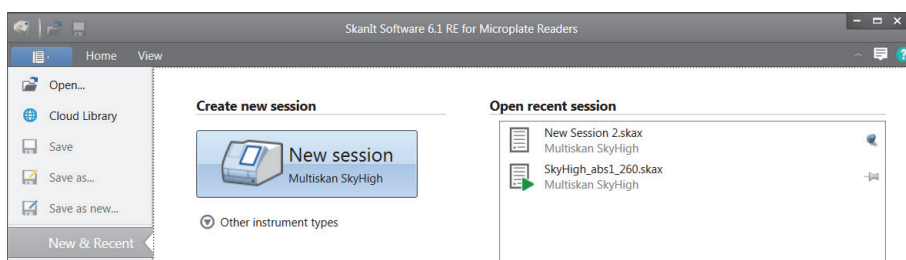 SkanIt Software 6.1 RE for Microplate Readers
Home View
Open...
Cloud Library
Save
Save as...
Save as new...
New & Recent
Create new session
New session
Multiskan SkyHigh
Other instrument types
Open recent session
New Session 2.skax
Multiskan SkyHigh
SkyHigh_abs1_260.skax
Multiskan SkyHigh